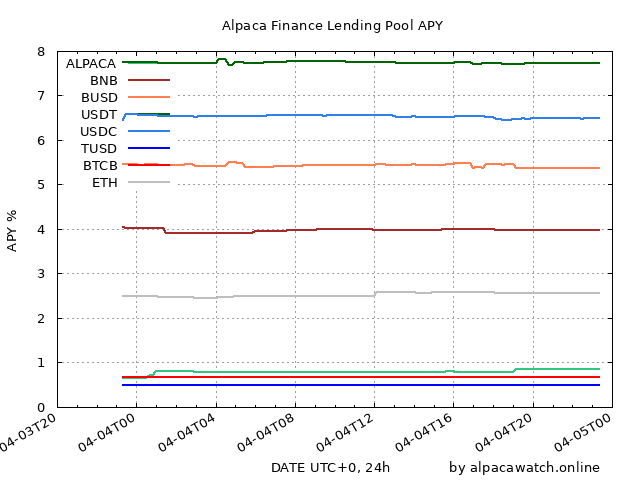 Alpaca Finance Lending Pool APY
8
7
6
5
4
3
2
1
0
APY %
ALPACA
BNB
BUSD
USDT
USDC
TUSD
BTCB
ETH
04-03T20
04-04T00
04-04T04
04-04T08
04-04T12
04-04T16
04-04T20
04-05T00
DATE UTC+0, 24h
by alpacawatch.online